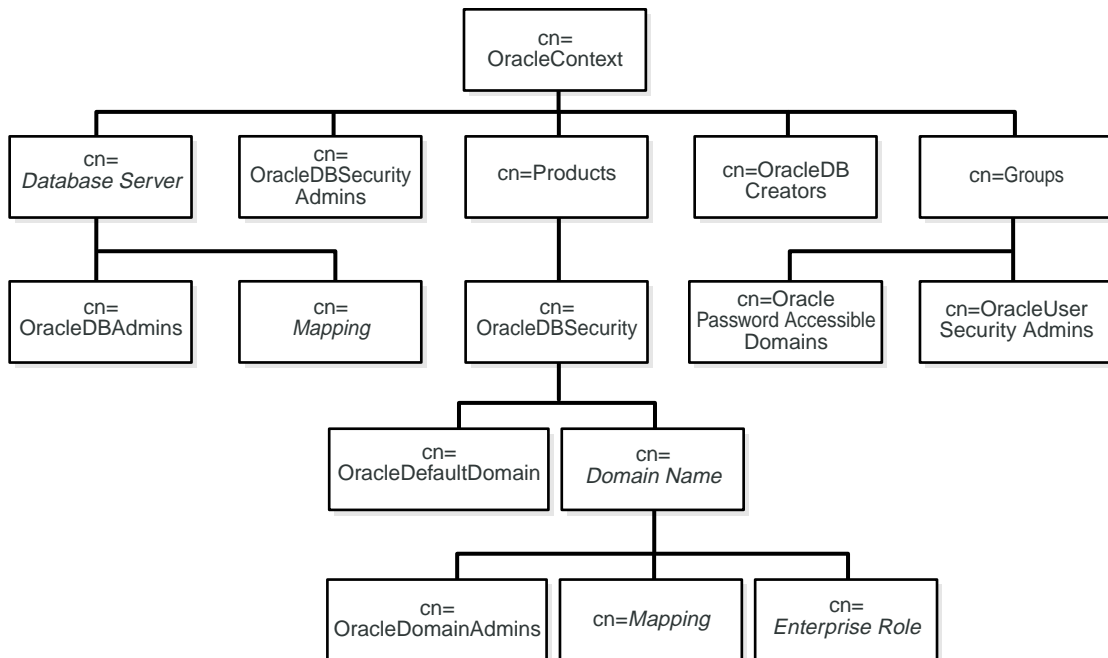 cn=
OracleContext
cn=
Database Server
cn=
OracleDBSecurity
Admins
cn=Products
cn=OracleDB
Creators
cn=Groups
cn=
OracleDBAdmins
cn=
Mapping
cn=
OracleDBSecurity
cn=Oracle
Password Accessible
Domains
cn=OracleUser
Security Admins
cn=
OracleDefaultDomain
cn=
Domain Name
cn=
OracleDomainAdmins
cn=Mapping
cn=
Enterprise Role